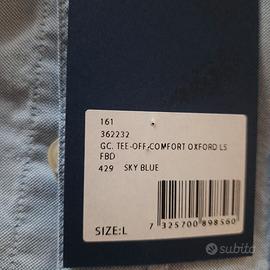 161
362232
GC. TEE-OFF COMFORT OXFORD LS
FBD
429 SKY BLUE
SIZE:L
7 325700 898560
subito